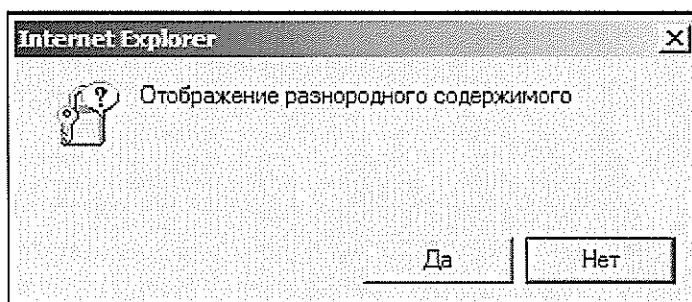 Internet Explorer
Отображение разнородного содержимого
Да
Нет